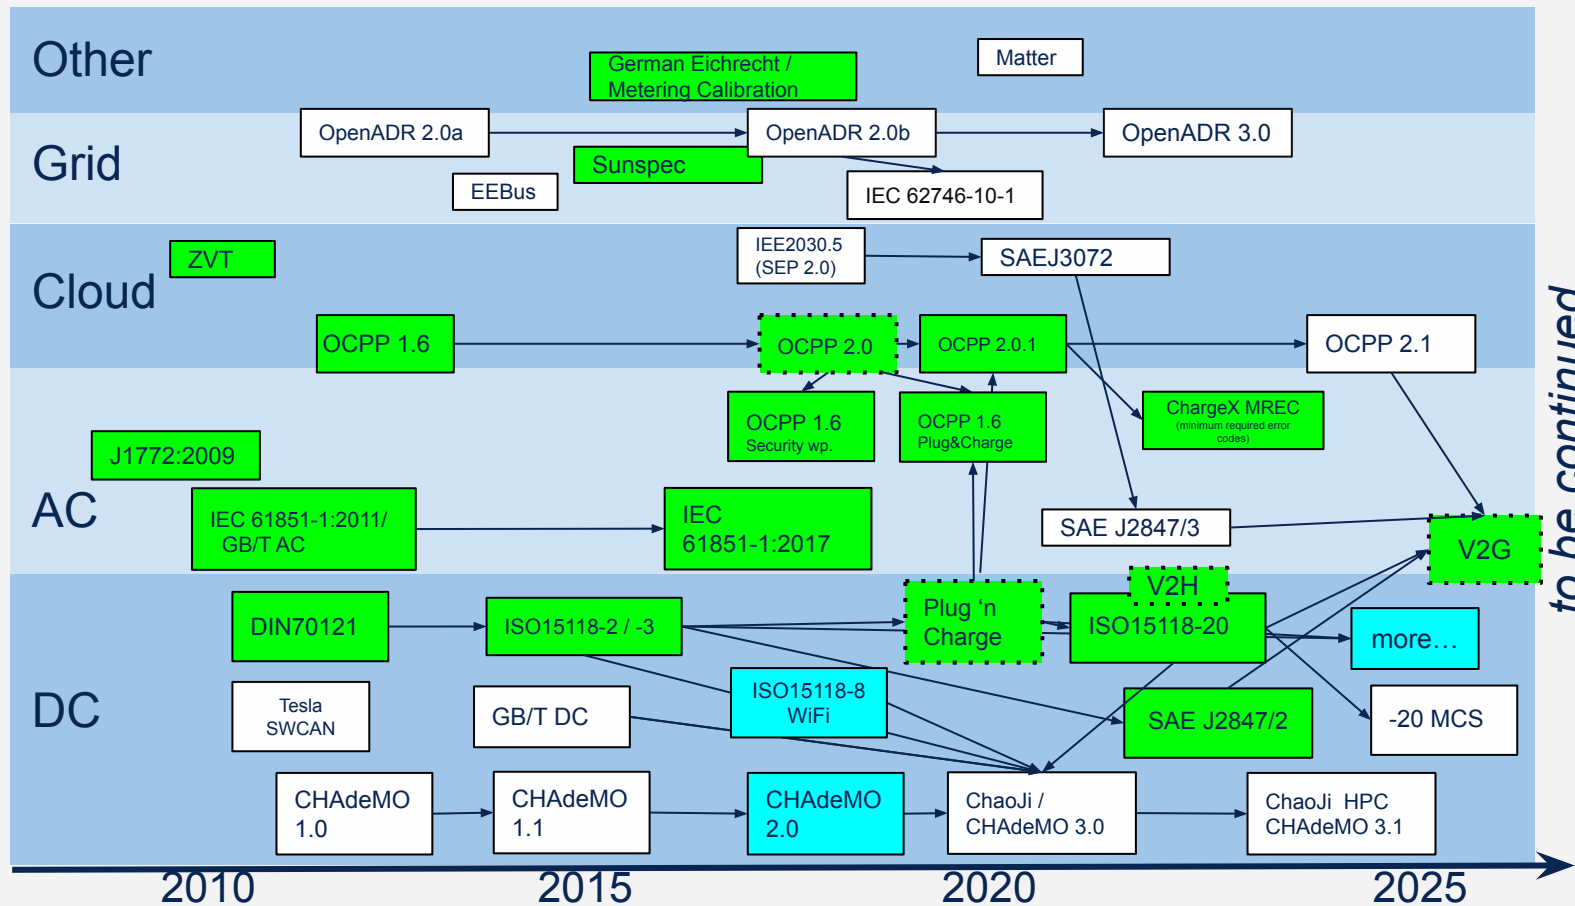 Other
German Eichrecht /
Metering Calibration
Matter
Grid
OpenADR 2.0a
OpenADR 2.0b
OpenADR 3.0
Sunspec
EEBus
IEC 62746-10-1
Cloud
ZVT
IEE2030.5
(SEP 2.0)
SAEJ3072
OCPP 1.6
OCPP 2.0
OCPP 2.0.1
OCPP 2.1
AC
J1772:2009
OCPP 1.6
Security wp.
OCPP 1.6
Plug&Charge
ChargeX MREC
(minimum required error
codes)
IEC 61851-1:2011/
GB/T AC
IEC
61851-1:2017
SAE J2847/3
V2G
DC
DIN70121
ISO15118-2 / -3
Plug ‘n
Charge
V2H
ISO15118-20
more…
Tesla
SWCAN
GB/T DC
ISO15118-8
WiFi
SAE J2847/2
-20 MCS
CHAdeMO
1.0
CHAdeMO
1.1
CHAdeMO
2.0
ChaoJi /
CHAdeMO 3.0
ChaoJi HPC
CHAdeMO 3.1
2010
2015
2020
2025
to be continued